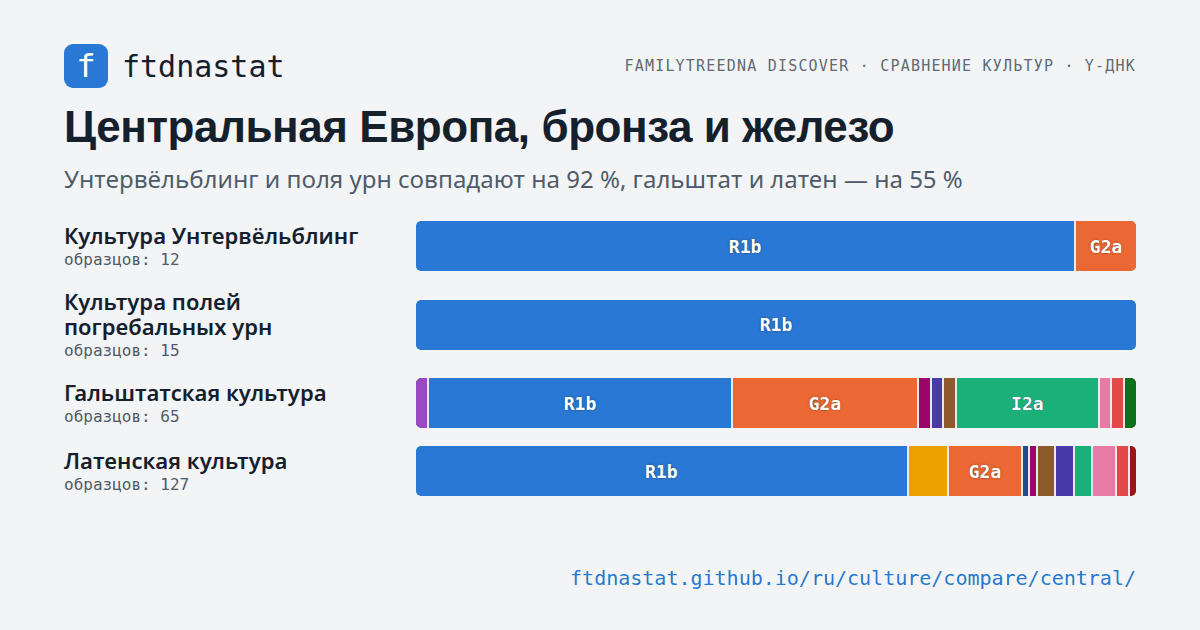 f ftdnastat
FAMILYTREEDNA DISCOVER · СРАВНЕНИЕ КУЛЬТУР · Y-ДНК
Центральная Европа, бронза и железо
Унтервёльблинг и поля урн совпадают на 92 %, гальштат и латен — на 55 %
Культура Унтервёльблинг
образцов: 12
R1b G2a
Культура полей
погребальных урн
образцов: 15
R1b
Гальштатская культура
образцов: 65
R1b G2a I2a
Латенская культура
образцов: 127
R1b G2a
ftdnastat.github.io/ru/culture/compare/central/